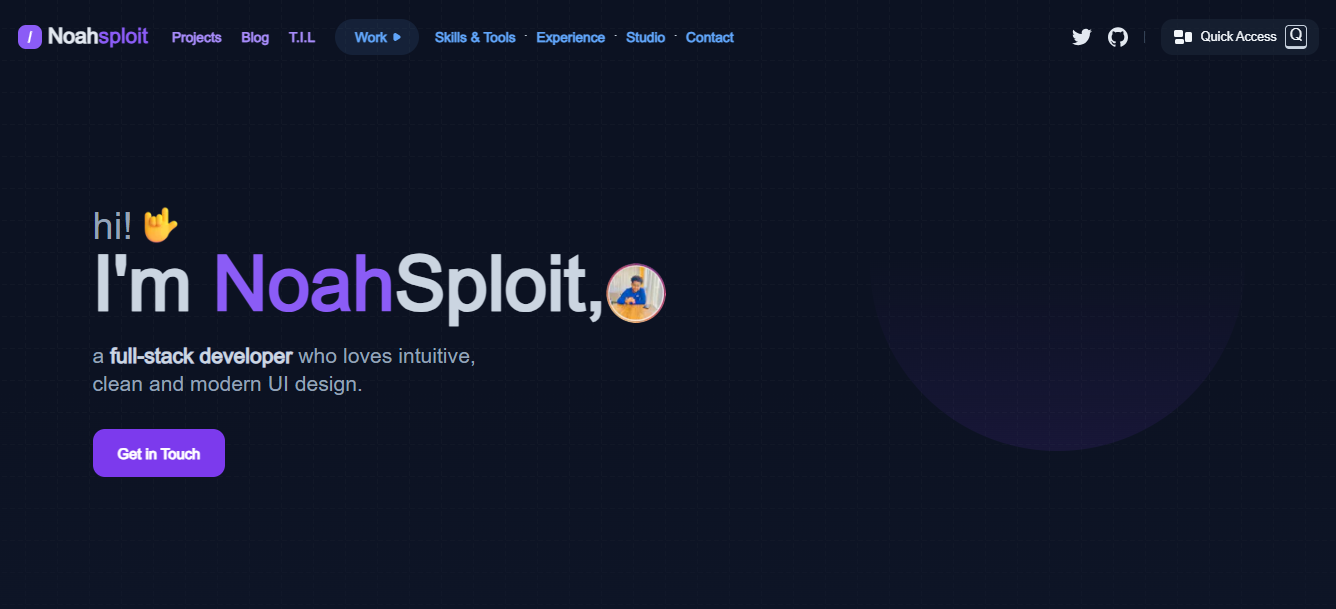 / Noahsploit Projects Blog T.I.L Work Skills & Tools · Experience · Studio · Contact Quick Access Q
hi! 🤟
I'm NoahSploit,
a full-stack developer who loves intuitive,
clean and modern UI design.
Get in Touch